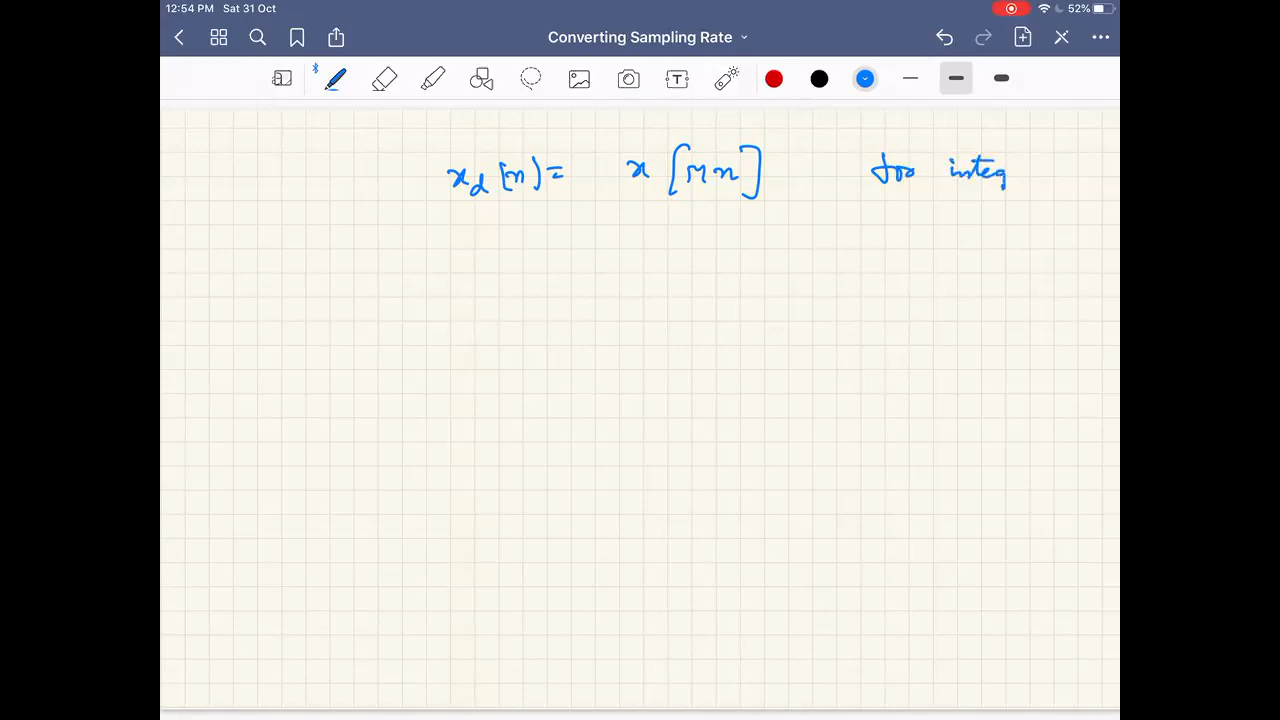 12:54 PM Sat 31 Oct 52%
Converting Sampling Rate
x_d[n] = x[Mn] for integ